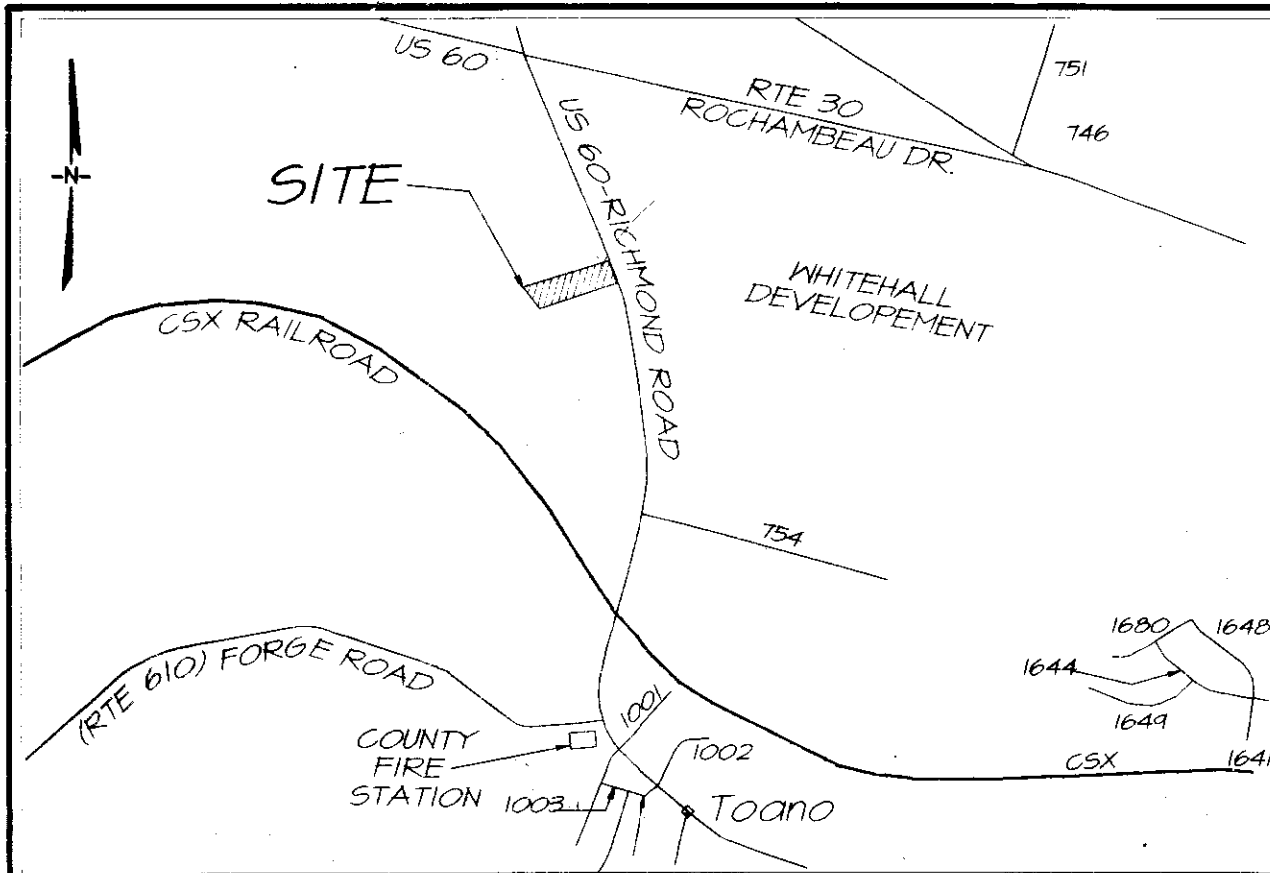 US 60
RTE 30
ROCHAMBEAU DR.
751
746
-N-
SITE
US 60-RICHMOND ROAD
WHITEHALL
DEVELOPEMENT
CSX RAILROAD
754
(RTE 610) FORGE ROAD
1680
1648
1644
1649
1001
COUNTY
FIRE
STATION
1002
1003
CSX
Toano